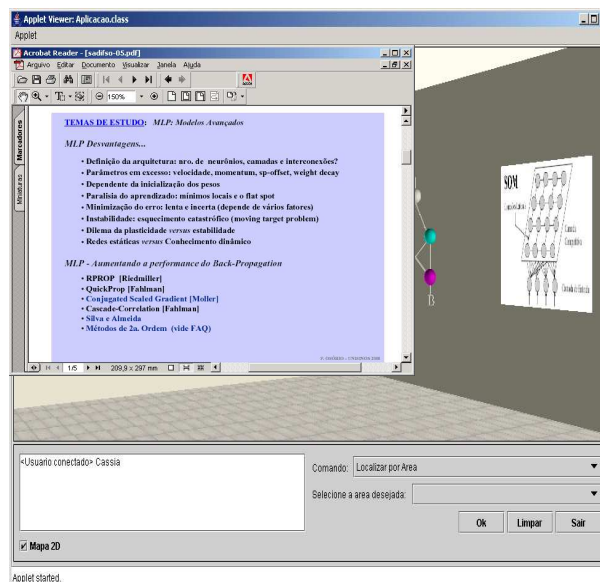 Applet Viewer: Aplicacao.class
Applet
Acrobat Reader - [sadifso-05.pdf]
Arquivo Editar Documento Visualizar Janela Ajuda
150%
Marcadores
Miniaturas
TEMAS DE ESTUDO: MLP: Modelos Avançados
MLP Desvantagens...
• Definição da arquitetura: nro. de neurônios, camadas e interconexões?
• Parâmetros em excesso: velocidade, momentum, sp-offset, weight decay
• Dependente da inicialização dos pesos
• Paralisia do aprendizado: mínimos locais e o flat spot
• Minimização do erro: lenta e incerta (depende de vários fatores)
• Instabilidade: esquecimento catastrófico (moving target problem)
• Dilema da plasticidade versus estabilidade
• Redes estáticas versus Conhecimento dinâmico
MLP - Aumentando a performance do Back-Propagation
• RPROP [Riedmiller]
• QuickProp [Fahlman]
• Conjugated Scaled Gradient [Moller]
• Cascade-Correlation [Fahlman]
• Silva e Almeida
• Métodos de 2a. Ordem (vide FAQ)
1/5
209,9 x 297 mm
SOM
Camada
Competitiva
Camada de Entrada
B
<Usuario conectado> Cassia
Comando: Localizar por Area
Selecione a area desejada:
Ok Limpar Sair
Mapa 2D
Applet started.